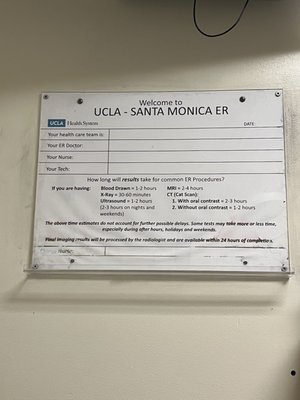 Welcome to
UCLA - SANTA MONICA ER
UCLA Health System DATE:
Your health care team is:
Your ER Doctor:
Your Nurse:
Your Tech:
How long will results take for common ER Procedures?
If you are having: Blood Drawn = 1-2 hours MRI = 2-4 hours
X-Ray = 30-60 minutes CT (Cat Scan):
Ultrasound = 1-2 hours 1. With oral contrast = 2-3 hours
(2-3 hours on nights and 2. Without oral contrast = 1-2 hours
weekends)
The above time estimates do not account for further possible delays. Some tests may take more or less time,
especially during after hours, holidays and weekends.
Final imaging results will be processed by the radiologist and are available within 24 hours of completion.
Nurse: